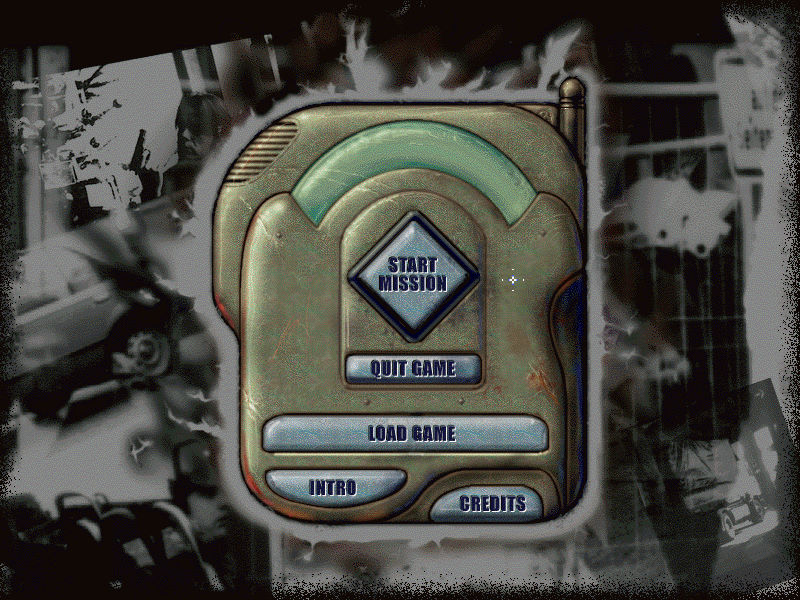 START
MISSION
QUIT GAME
LOAD GAME
INTRO
CREDITS